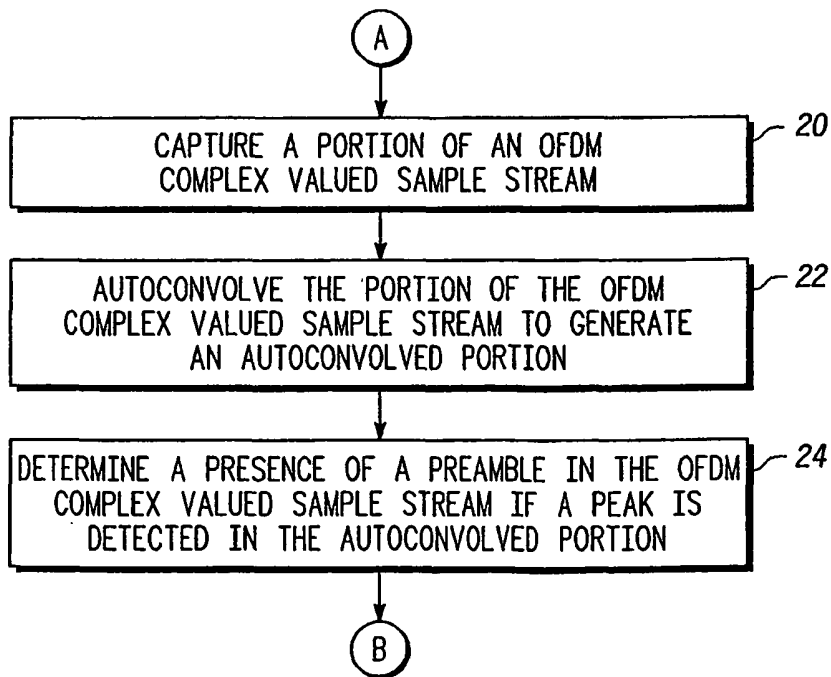 A
CAPTURE A PORTION OF AN OFDM
COMPLEX VALUED SAMPLE STREAM
20
AUTOCONVOLVE THE PORTION OF THE OFDM
COMPLEX VALUED SAMPLE STREAM TO GENERATE
AN AUTOCONVOLVED PORTION
22
DETERMINE A PRESENCE OF A PREAMBLE IN THE OFDM
COMPLEX VALUED SAMPLE STREAM IF A PEAK IS
DETECTED IN THE AUTOCONVOLVED PORTION
24
B